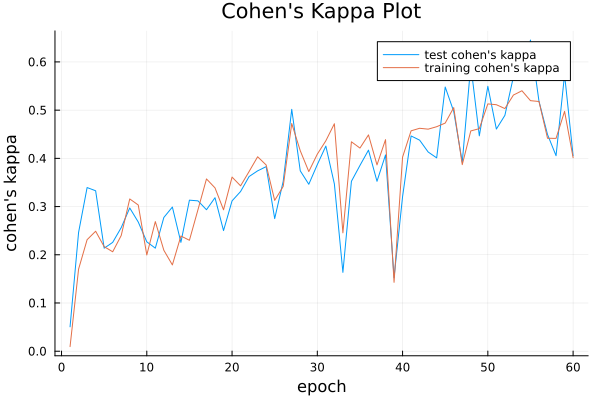 Cohen's Kappa Plot
test cohen's kappa
training cohen's kappa
cohen's kappa
0.6
0.5
0.4
0.3
0.2
0.1
0.0
0 10 20 30 40 50 60
epoch